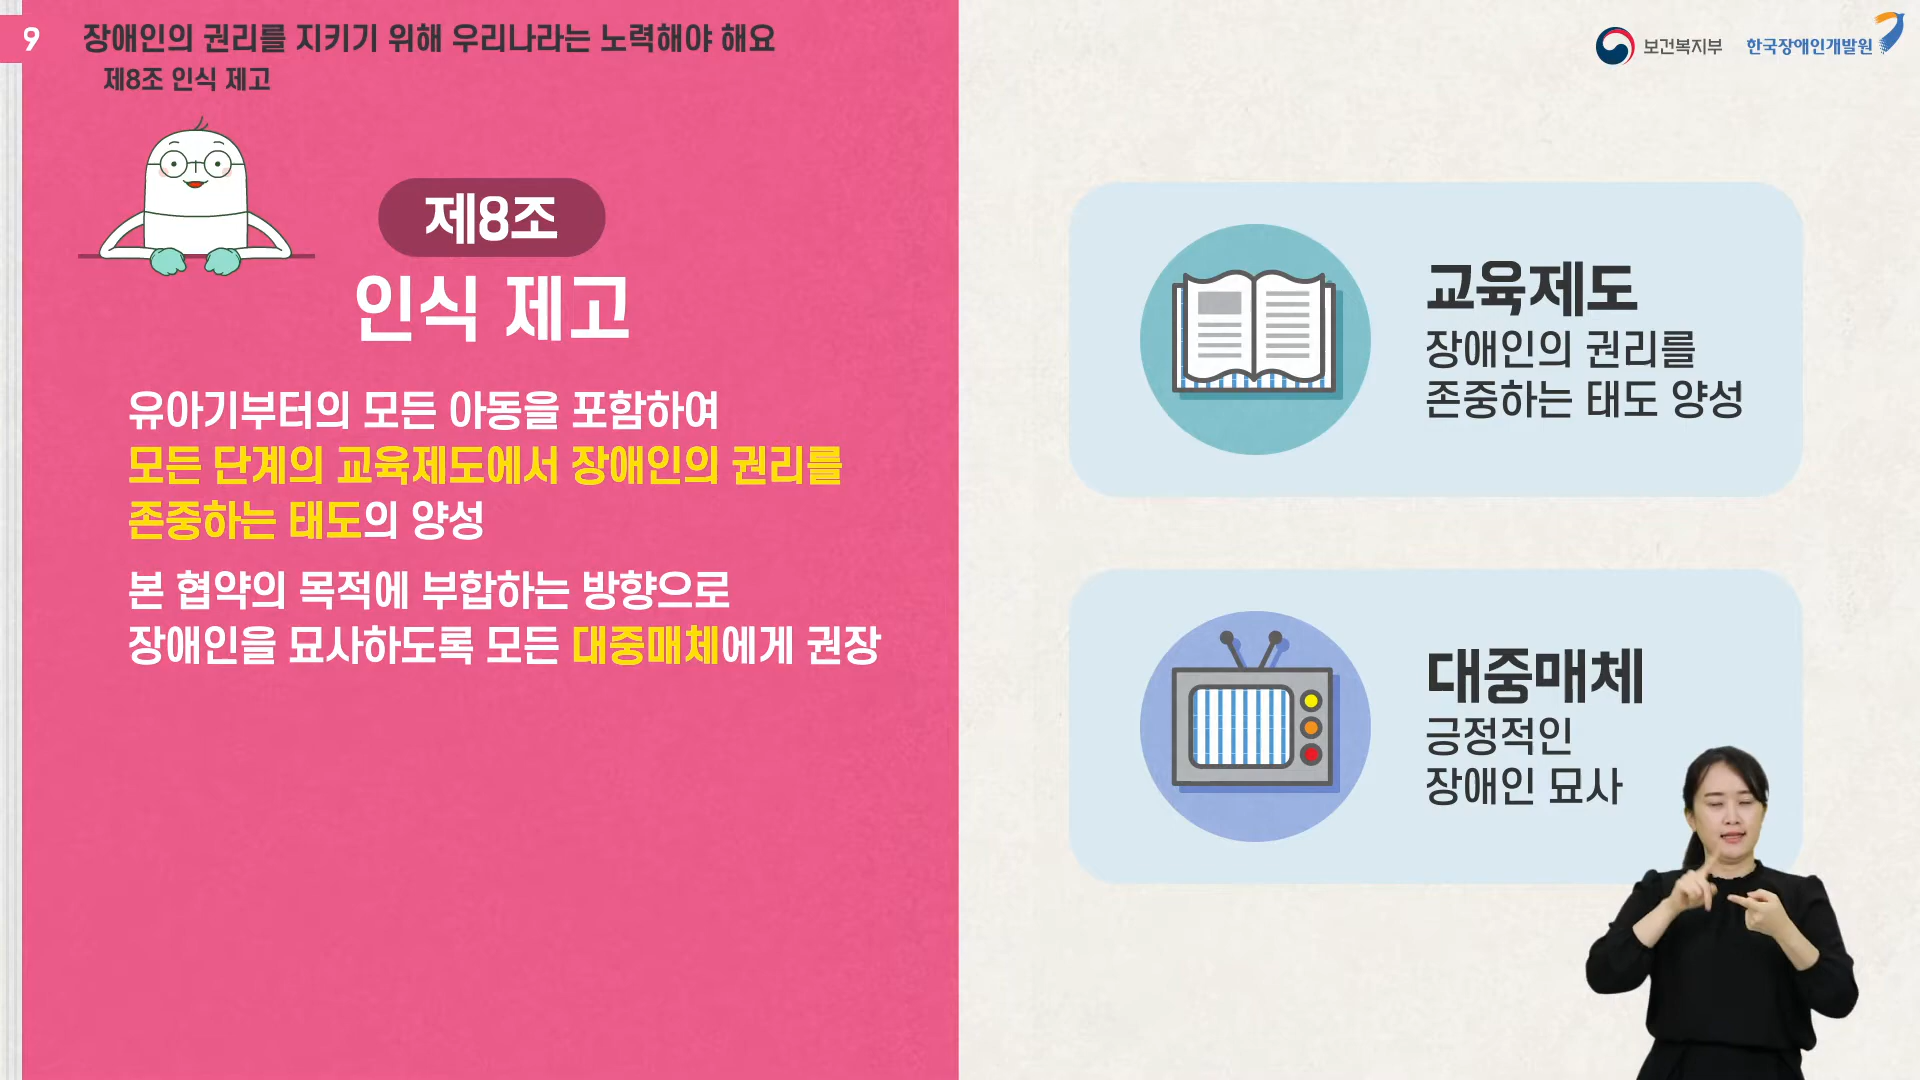 9
장애인의 권리를 지키기 위해 우리나라는 노력해야 해요
제8조 인식 제고
보건복지부
한국장애인개발원
제8조
인식 제고
유아기부터의 모든 아동을 포함하여
모든 단계의 교육제도에서 장애인의 권리를
존중하는 태도의 양성
본 협약의 목적에 부합하는 방향으로
장애인을 묘사하도록 모든 대중매체에게 권장
교육제도
장애인의 권리를
존중하는 태도 양성
대중매체
긍정적인
장애인 묘사